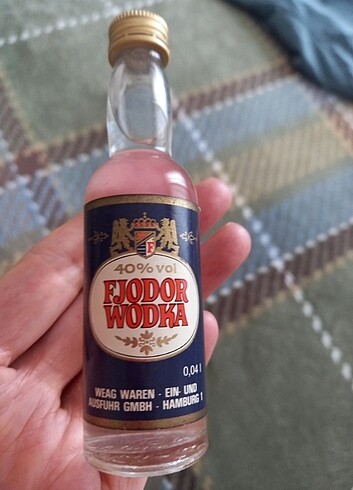 F
40% vol
FJODOR
WODKA
0,04 l
WEAG WAREN - EIN- UND
AUSFUHR GMBH - HAMBURG 1